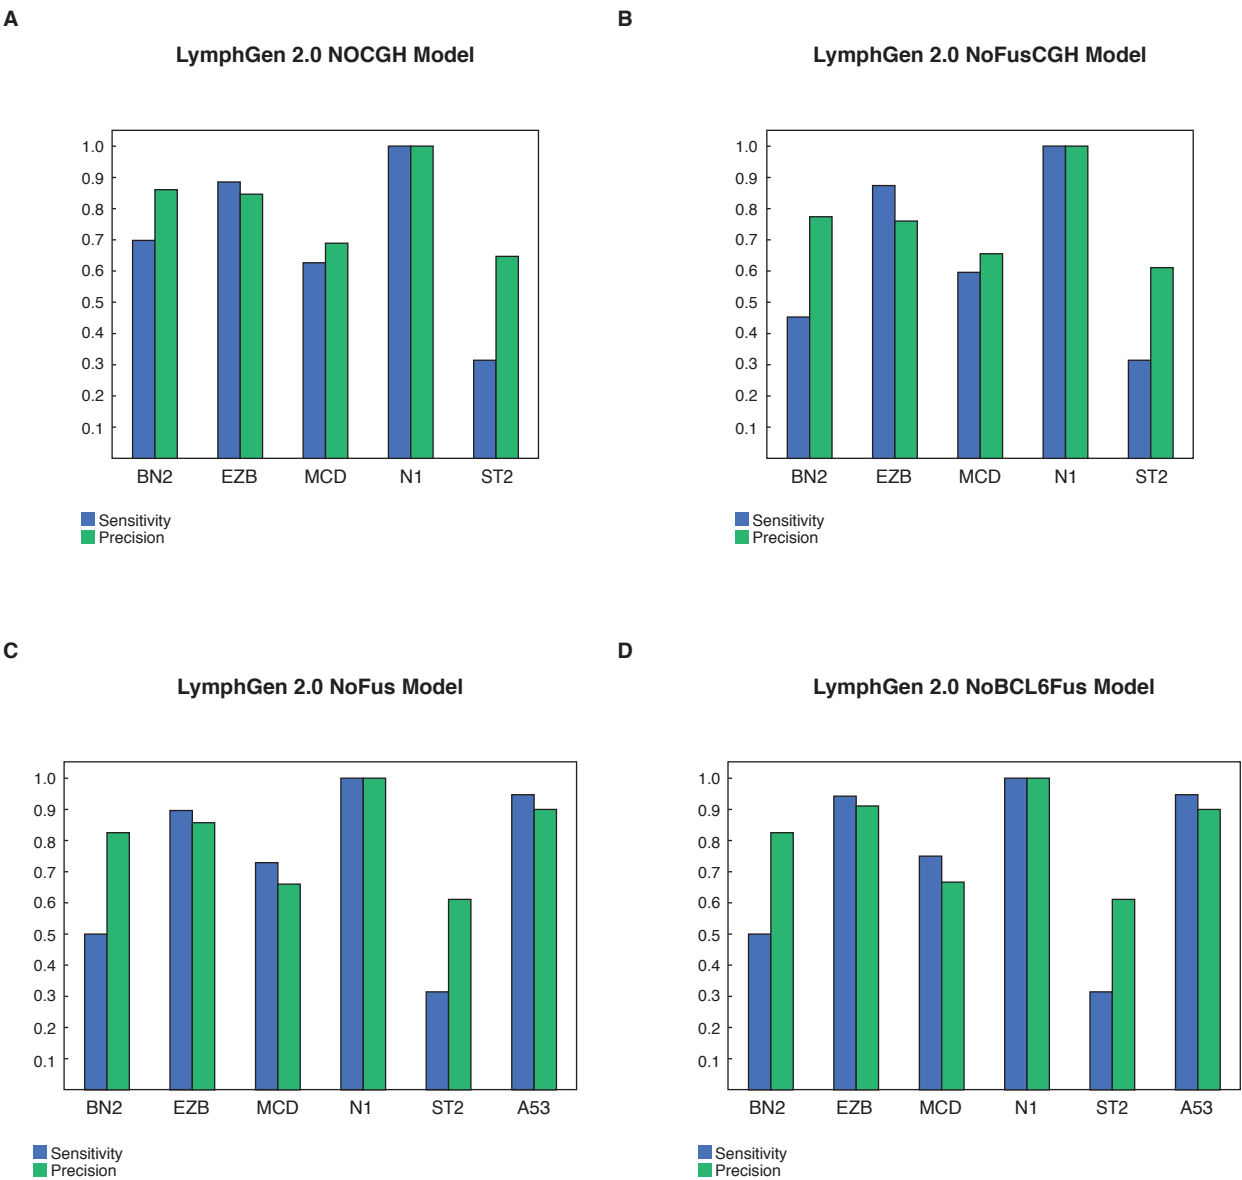 A
LymphGen 2.0 NOCGH Model
1.0
0.9
0.8
0.7
0.6
0.5
0.4
0.3
0.2
0.1
BN2 EZB MCD N1 ST2
Sensitivity
Precision
B
LymphGen 2.0 NoFusCGH Model
1.0
0.9
0.8
0.7
0.6
0.5
0.4
0.3
0.2
0.1
BN2 EZB MCD N1 ST2
Sensitivity
Precision
C
LymphGen 2.0 NoFus Model
1.0
0.9
0.8
0.7
0.6
0.5
0.4
0.3
0.2
0.1
BN2 EZB MCD N1 ST2 A53
Sensitivity
Precision
D
LymphGen 2.0 NoBCL6Fus Model
1.0
0.9
0.8
0.7
0.6
0.5
0.4
0.3
0.2
0.1
BN2 EZB MCD N1 ST2 A53
Sensitivity
Precision